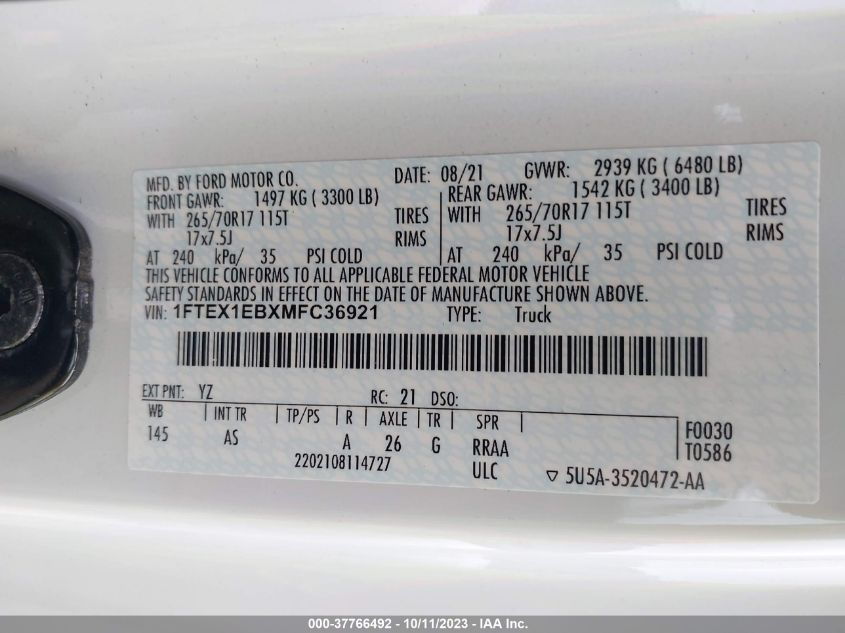 MFD. BY FORD MOTOR CO. DATE: 08/21 GVWR: 2939 KG ( 6480 LB)
FRONT GAWR: 1497 KG ( 3300 LB) REAR GAWR: 1542 KG ( 3400 LB)
WITH 265/70R17 115T TIRES WITH 265/70R17 115T TIRES
17x7.5J RIMS 17x7.5J RIMS
AT 240 kPa/ 35 PSI COLD AT 240 kPa/ 35 PSI COLD
THIS VEHICLE CONFORMS TO ALL APPLICABLE FEDERAL MOTOR VEHICLE
SAFETY STANDARDS IN EFFECT ON THE DATE OF MANUFACTURE SHOWN ABOVE.
VIN: 1FTEX1EBXMFC36921 TYPE: Truck
EXT PNT: YZ RC: 21 DSO:
WB INT TR TP/PS R AXLE TR SPR F0030
145 AS A 26 G RRAA T0586
2202108114727 ULC 5U5A-3520472-AA
000-37766492 - 10/11/2023 - IAA Inc.